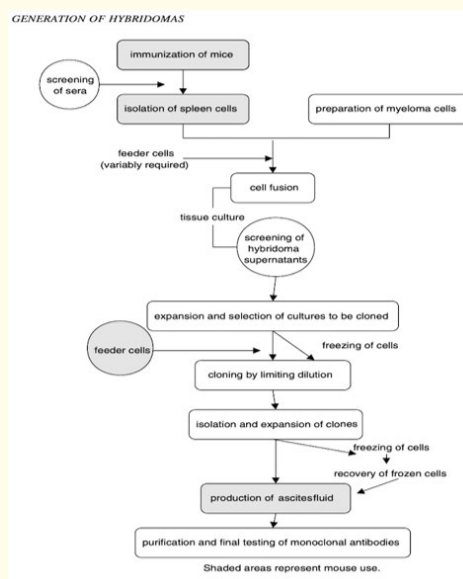 GENERATION OF HYBRIDOMAS
immunization of mice
screening
of sera
isolation of spleen cells
preparation of myeloma cells
feeder cells
(variably required)
cell fusion
tissue culture
screening of
hybridoma
supernatants
expansion and selection of cultures to be cloned
feeder cells
freezing of cells
cloning by limiting dilution
isolation and expansion of clones
freezing of cells
recovery of frozen cells
production of ascitesfluid
purification and final testing of monoclonal antibodies
Shaded areas represent mouse use.